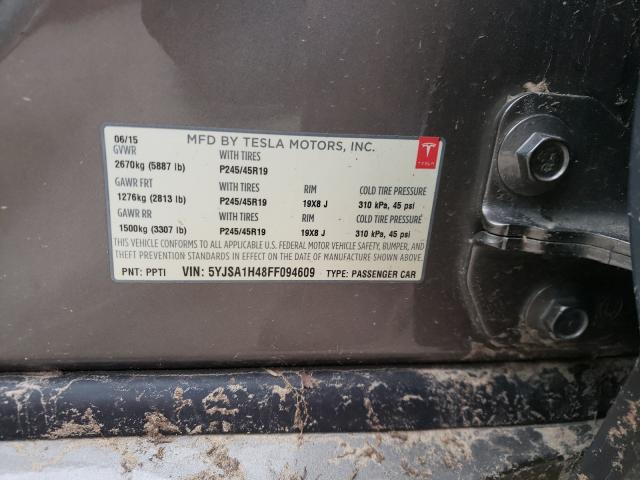 06/15 MFD BY TESLA MOTORS, INC.
GVWR WITH TIRES
2670kg (5887 lb) P245/45R19
GAWR FRT WITH TIRES RIM COLD TIRE PRESSURE
1276kg (2813 lb) P245/45R19 19X8 J 310 kPa, 45 psi
GAWR RR WITH TIRES RIM COLD TIRE PRESSURE
1500kg (3307 lb) P245/45R19 19X8 J 310 kPa, 45 psi
THIS VEHICLE CONFORMS TO ALL APPLICABLE U.S. FEDERAL MOTOR VEHICLE SAFETY, BUMPER, AND
THEFT PREVENTION STANDARDS IN EFFECT ON THE DATE OF MANUFACTURE SHOWN ABOVE.
PNT: PPTI VIN: 5YJSA1H48FF094609 TYPE: PASSENGER CAR